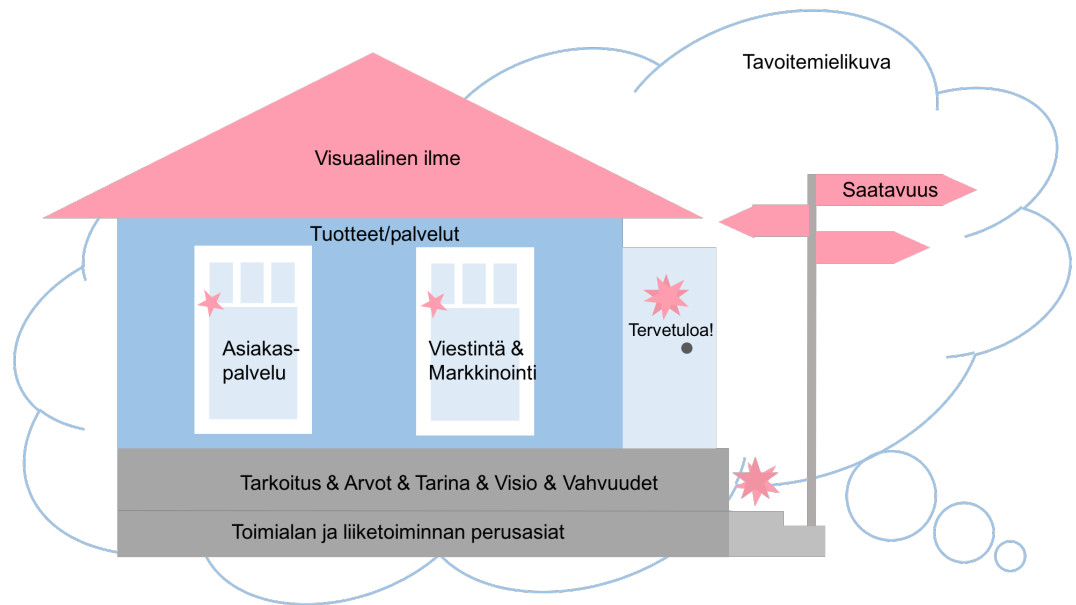 Tavoitemielikuva
Visuaalinen ilme
Saatavuus
Tuotteet/palvelut
Tervetuloa!
Asiakas-
palvelu
Viestintä &
Markkinointi
Tarkoitus & Arvot & Tarina & Visio & Vahvuudet
Toimialan ja liiketoiminnan perusasiat